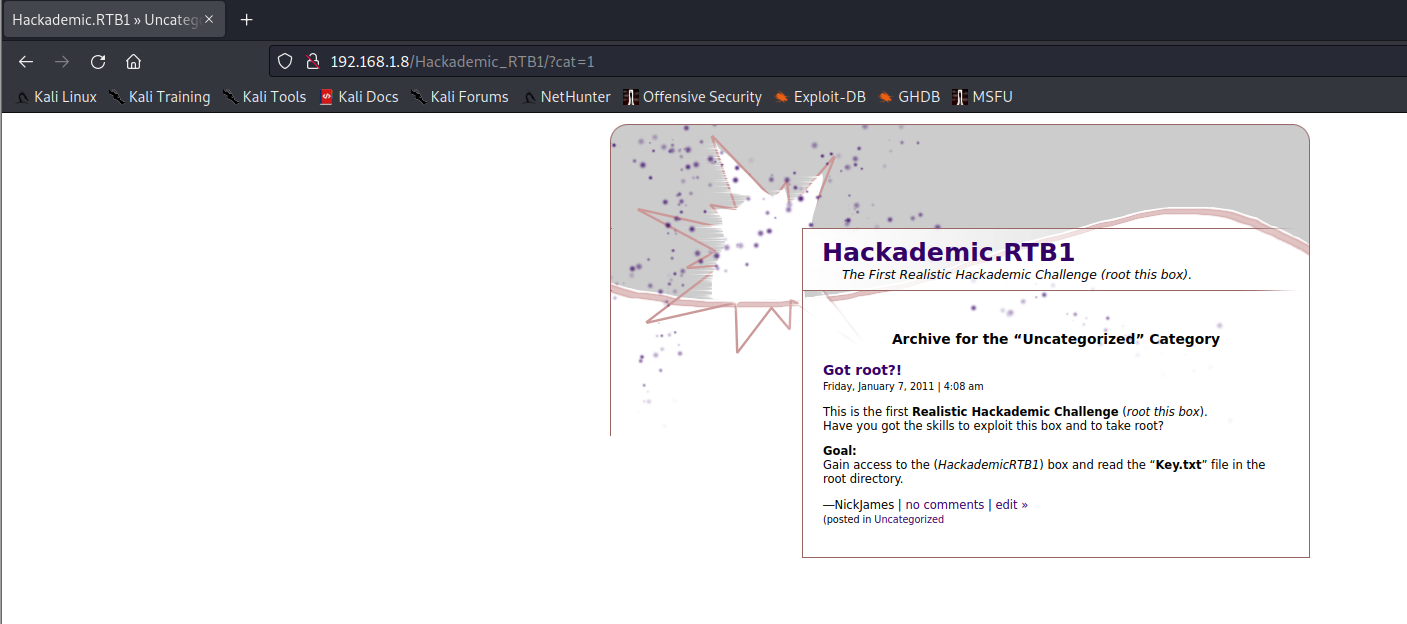 Hackademic.RTB1 » Uncateg
192.168.1.8/Hackademic_RTB1/?cat=1
Kali Linux Kali Training Kali Tools Kali Docs Kali Forums NetHunter Offensive Security Exploit-DB GHDB MSFU
Hackademic.RTB1
The First Realistic Hackademic Challenge (root this box).
Archive for the “Uncategorized” Category
Got root?!
Friday, January 7, 2011 | 4:08 am
This is the first Realistic Hackademic Challenge (root this box).
Have you got the skills to exploit this box and to take root?
Goal:
Gain access to the (HackademicRTB1) box and read the “Key.txt” file in the
root directory.
—NickJames | no comments | edit »
(posted in Uncategorized